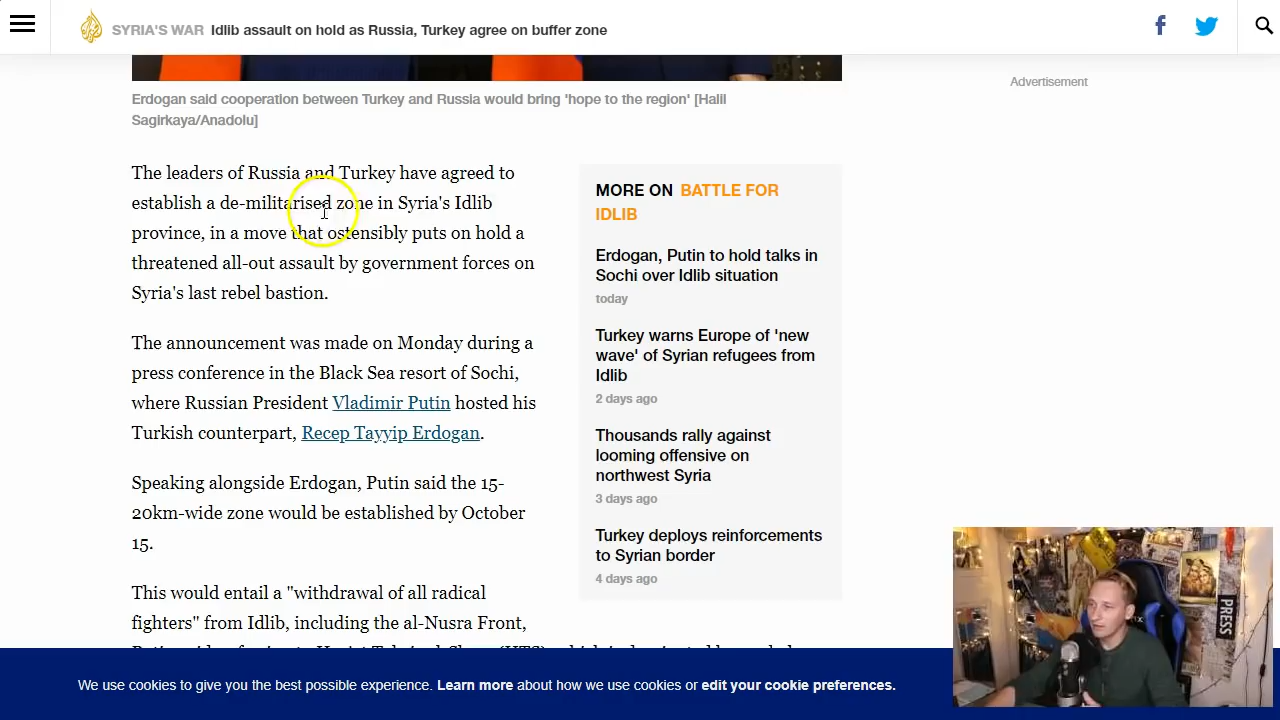 SYRIA'S WAR Idlib assault on hold as Russia, Turkey agree on buffer zone
Advertisement
Erdogan said cooperation between Turkey and Russia would bring 'hope to the region' [Halil
Sagirkaya/Anadolu]
The leaders of Russia and Turkey have agreed to
establish a de-militarised zone in Syria's Idlib
province, in a move that ostensibly puts on hold a
threatened all-out assault by government forces on
Syria's last rebel bastion.
The announcement was made on Monday during a
press conference in the Black Sea resort of Sochi,
where Russian President Vladimir Putin hosted his
Turkish counterpart, Recep Tayyip Erdogan.
Speaking alongside Erdogan, Putin said the 15-
20km-wide zone would be established by October
15.
This would entail a "withdrawal of all radical
fighters" from Idlib, including the al-Nusra Front,
MORE ON BATTLE FOR
IDLIB
Erdogan, Putin to hold talks in
Sochi over Idlib situation
today
Turkey warns Europe of 'new
wave' of Syrian refugees from
Idlib
2 days ago
Thousands rally against
looming offensive on
northwest Syria
3 days ago
Turkey deploys reinforcements
to Syrian border
4 days ago
PRESS
We use cookies to give you the best possible experience. Learn more about how we use cookies or edit your cookie preferences.